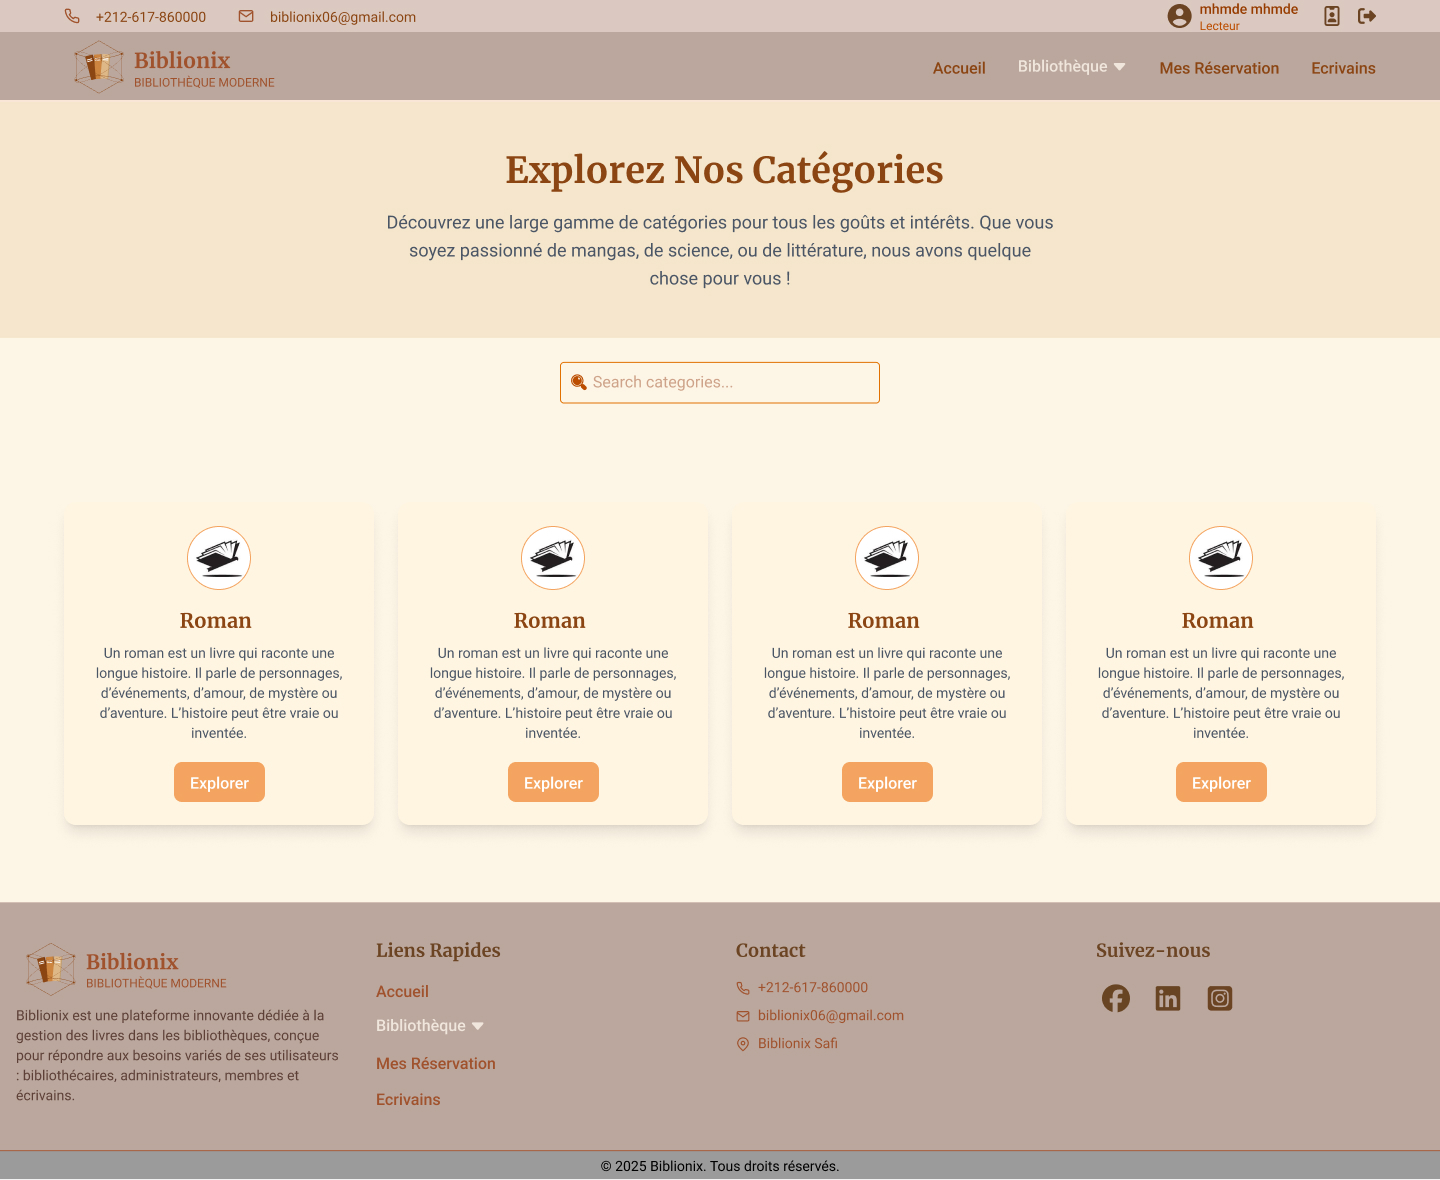 +212-617-860000
biblionix06@gmail.com
mhmde mhmde
Lecteur
Biblionix
BIBLIOTHÈQUE MODERNE
Accueil
Bibliothèque
Mes Réservation
Ecrivains
Explorez Nos Catégories
Découvrez une large gamme de catégories pour tous les goûts et intérêts. Que vous
soyez passionné de mangas, de science, ou de littérature, nous avons quelque
chose pour vous !
Search categories...
Roman
Un roman est un livre qui raconte une
longue histoire. Il parle de personnages,
d’événements, d’amour, de mystère ou
d’aventure. L’histoire peut être vraie ou
inventée.
Explorer
Roman
Un roman est un livre qui raconte une
longue histoire. Il parle de personnages,
d’événements, d’amour, de mystère ou
d’aventure. L’histoire peut être vraie ou
inventée.
Explorer
Roman
Un roman est un livre qui raconte une
longue histoire. Il parle de personnages,
d’événements, d’amour, de mystère ou
d’aventure. L’histoire peut être vraie ou
inventée.
Explorer
Roman
Un roman est un livre qui raconte une
longue histoire. Il parle de personnages,
d’événements, d’amour, de mystère ou
d’aventure. L’histoire peut être vraie ou
inventée.
Explorer
Biblionix
BIBLIOTHÈQUE MODERNE
Biblionix est une plateforme innovante dédiée à la
gestion des livres dans les bibliothèques, conçue
pour répondre aux besoins variés de ses utilisateurs
: bibliothécaires, administrateurs, membres et
écrivains.
Liens Rapides
Accueil
Bibliothèque
Mes Réservation
Ecrivains
Contact
+212-617-860000
biblionix06@gmail.com
Biblionix Safi
Suivez-nous
© 2025 Biblionix. Tous droits réservés.